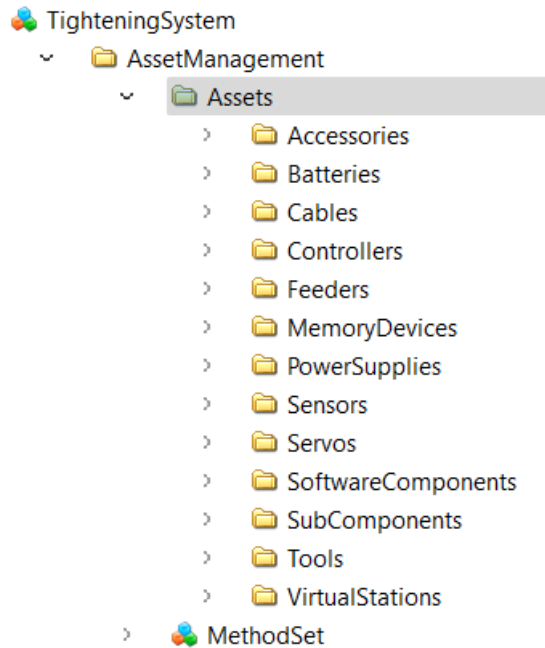 TighteningSystem
AssetManagement
Assets
Accessories
Batteries
Cables
Controllers
Feeders
MemoryDevices
PowerSupplies
Sensors
Servos
SoftwareComponents
SubComponents
Tools
VirtualStations
MethodSet